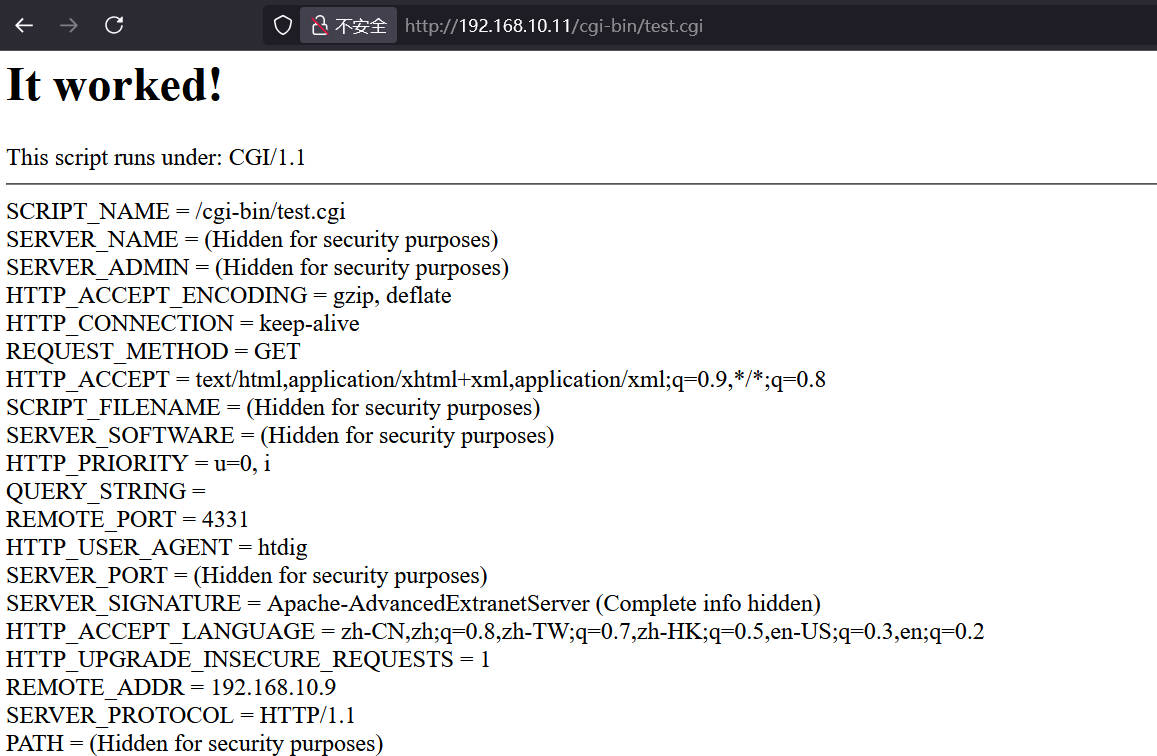 不安全 http://192.168.10.11/cgi-bin/test.cgi
It worked!
This script runs under: CGI/1.1
SCRIPT_NAME = /cgi-bin/test.cgi
SERVER_NAME = (Hidden for security purposes)
SERVER_ADMIN = (Hidden for security purposes)
HTTP_ACCEPT_ENCODING = gzip, deflate
HTTP_CONNECTION = keep-alive
REQUEST_METHOD = GET
HTTP_ACCEPT = text/html,application/xhtml+xml,application/xml;q=0.9,*/*;q=0.8
SCRIPT_FILENAME = (Hidden for security purposes)
SERVER_SOFTWARE = (Hidden for security purposes)
HTTP_PRIORITY = u=0, i
QUERY_STRING =
REMOTE_PORT = 4331
HTTP_USER_AGENT = htdig
SERVER_PORT = (Hidden for security purposes)
SERVER_SIGNATURE = Apache-AdvancedExtranetServer (Complete info hidden)
HTTP_ACCEPT_LANGUAGE = zh-CN,zh;q=0.8,zh-TW;q=0.7,zh-HK;q=0.5,en-US;q=0.3,en;q=0.2
HTTP_UPGRADE_INSECURE_REQUESTS = 1
REMOTE_ADDR = 192.168.10.9
SERVER_PROTOCOL = HTTP/1.1
PATH = (Hidden for security purposes)